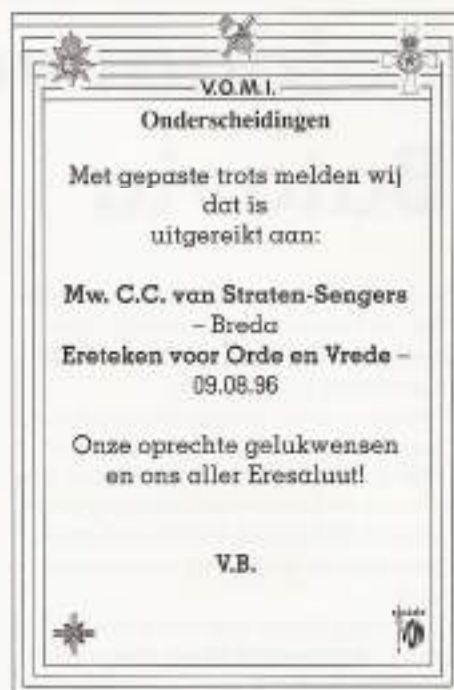 V.O.M.I.
Onderscheidingen
Met gepaste trots melden wij
dat is
uitgereikt aan:
Mw. C.C. van Straten-Sengers
– Breda
Ereteken voor Orde en Vrede –
09.08.96
Onze oprechte gelukwensen
en ons aller Eresaluut!
V.B.